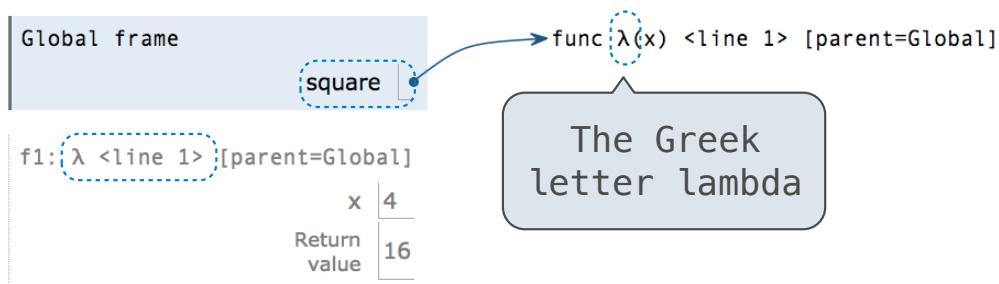 Global frame
func λ(x) <line 1> [parent=Global]
square
The Greek
letter lambda
f1: λ <line 1> [parent=Global]
x 4
Return
value 16